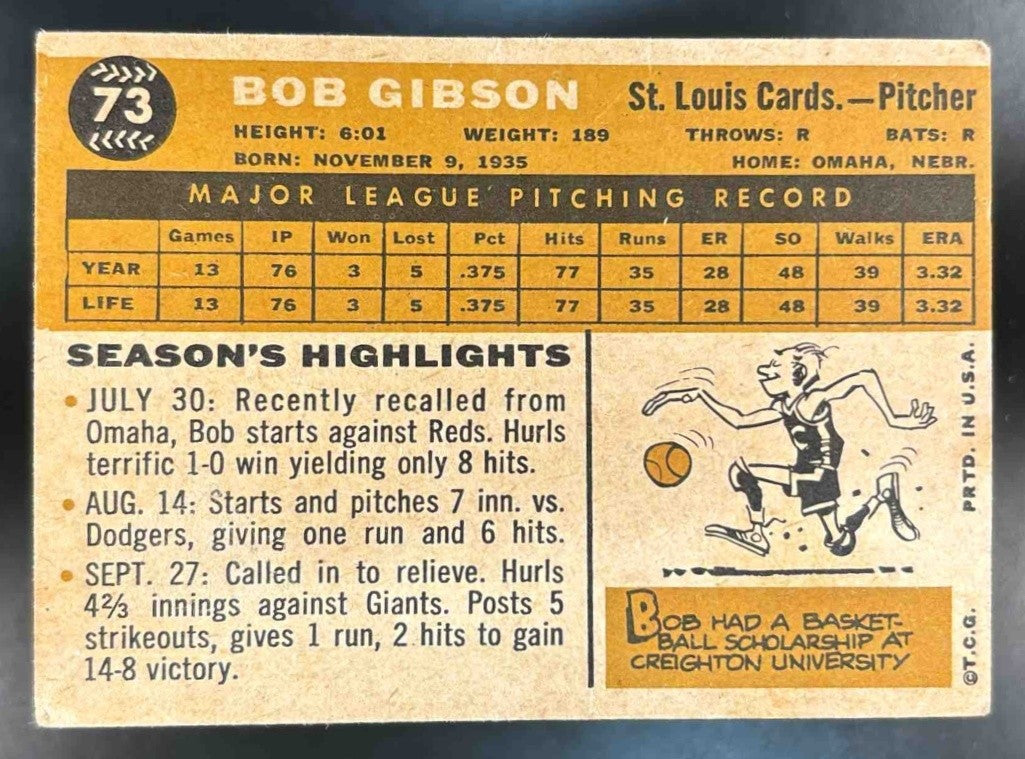 73
BOB GIBSON St. Louis Cards.—Pitcher
HEIGHT: 6:01 WEIGHT: 189 THROWS: R BATS: R
BORN: NOVEMBER 9, 1935 HOME: OMAHA, NEBR.
MAJOR LEAGUE PITCHING RECORD
Games IP Won Lost Pct Hits Runs ER SO Walks ERA
YEAR 13 76 3 5 .375 77 35 28 48 39 3.32
LIFE 13 76 3 5 .375 77 35 28 48 39 3.32
SEASON'S HIGHLIGHTS
• JULY 30: Recently recalled from
Omaha, Bob starts against Reds. Hurls
terrific 1-0 win yielding only 8 hits.
• AUG. 14: Starts and pitches 7 inn. vs.
Dodgers, giving one run and 6 hits.
• SEPT. 27: Called in to relieve. Hurls
4⅔ innings against Giants. Posts 5
strikeouts, gives 1 run, 2 hits to gain
14-8 victory.
BOB HAD A BASKET-
BALL SCHOLARSHIP AT
CREIGHTON UNIVERSITY
©T.C.G. PRTD. IN U.S.A.